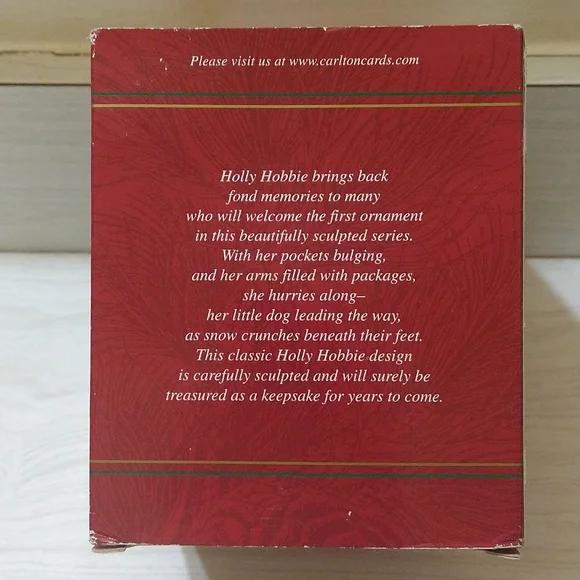 Please visit us at www.carltoncards.com
Holly Hobbie brings back
fond memories to many
who will welcome the first ornament
in this beautifully sculpted series.
With her pockets bulging,
and her arms filled with packages,
she hurries along–
her little dog leading the way,
as snow crunches beneath their feet.
This classic Holly Hobbie design
is carefully sculpted and will surely be
treasured as a keepsake for years to come.